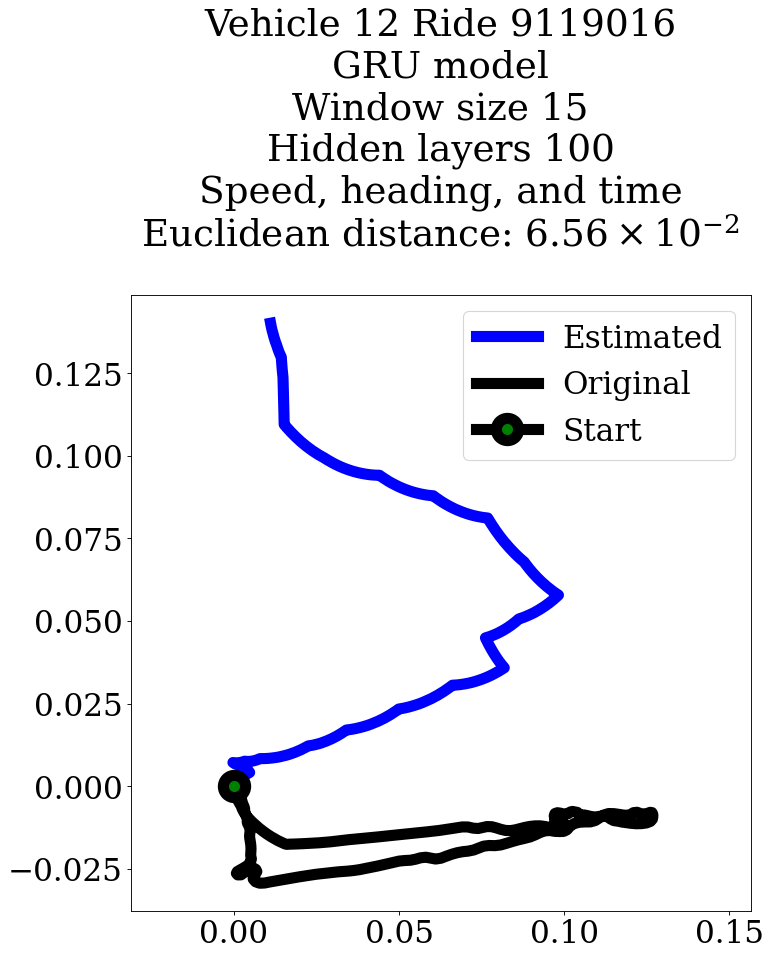 Vehicle 12 Ride 9119016
GRU model
Window size 15
Hidden layers 100
Speed, heading, and time
Euclidean distance: 6.56 × 10⁻²
Estimated
Original
Start
0.125
0.100
0.075
0.050
0.025
0.000
−0.025
0.00 0.05 0.10 0.15